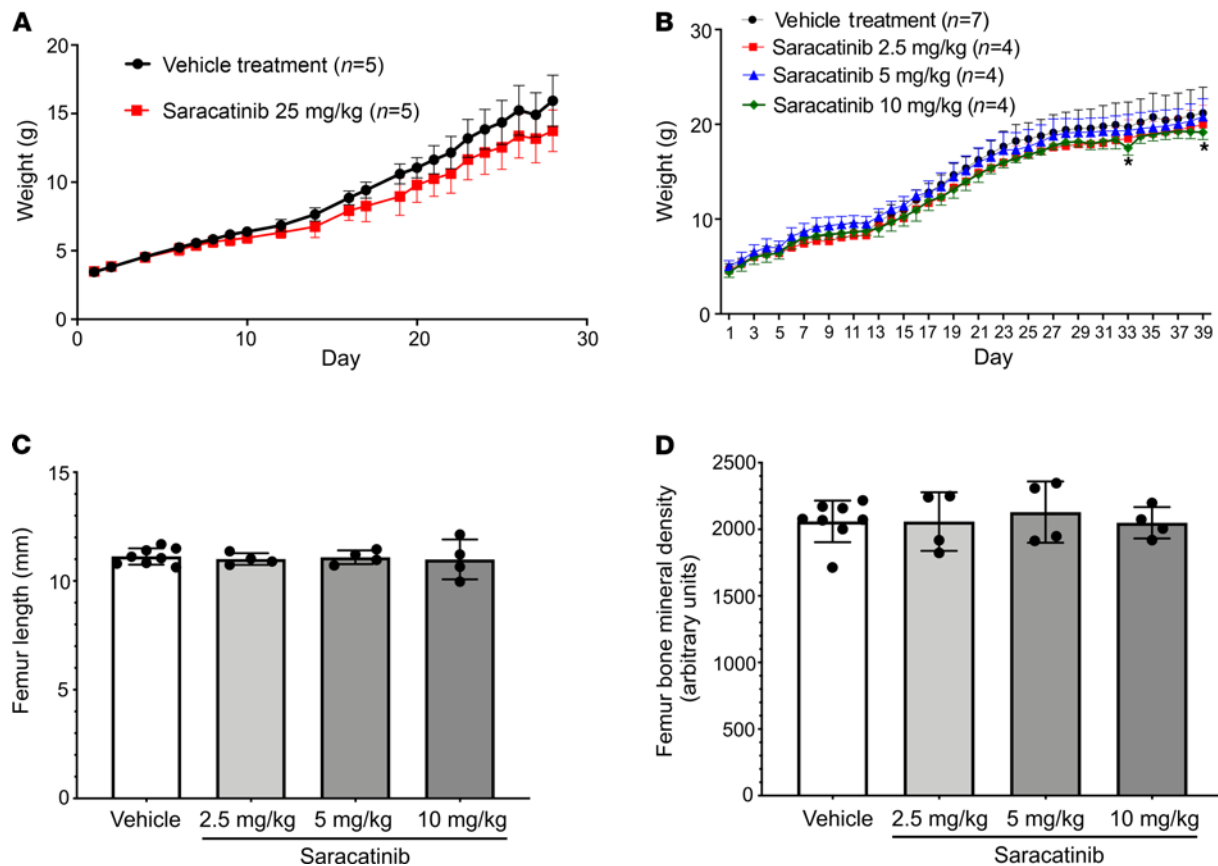 A
Vehicle treatment (n=5)
Saracatinib 25 mg/kg (n=5)
Weight (g)
20
15
10
5
0
0 10 20 30
Day
B
Vehicle treatment (n=7)
Saracatinib 2.5 mg/kg (n=4)
Saracatinib 5 mg/kg (n=4)
Saracatinib 10 mg/kg (n=4)
Weight (g)
30
20
10
0
* *
1 3 5 7 9 11 13 15 17 19 21 23 25 27 29 31 33 35 37 39
Day
C
Femur length (mm)
15
10
5
0
Vehicle 2.5 mg/kg 5 mg/kg 10 mg/kg
Saracatinib
D
Femur bone mineral density
(arbitrary units)
2500
2000
1500
1000
500
0
Vehicle 2.5 mg/kg 5 mg/kg 10 mg/kg
Saracatinib